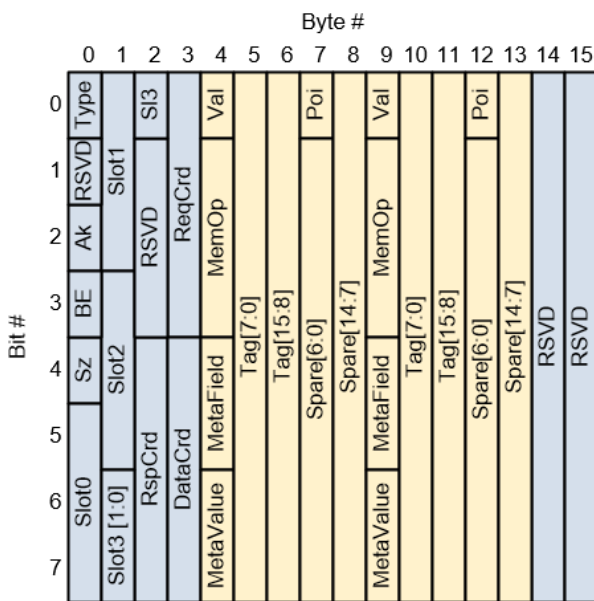 Byte #
0 1 2 3 4 5 6 7 8 9 10 11 12 13 14 15
Bit #
0
1
2
3
4
5
6
7
Type
RSVD
Ak
BE
Sz
Slot0
Slot1
Slot2
Slot3 [1:0]
Sl3
RSVD
RspCrd
ReqCrd
DataCrd
Val
MemOp
MetaField
MetaValue
Tag[7:0]
Tag[15:8]
Poi
Spare[6:0]
Spare[14:7]
Val
MemOp
MetaField
MetaValue
Tag[7:0]
Tag[15:8]
Poi
Spare[6:0]
Spare[14:7]
RSVD
RSVD